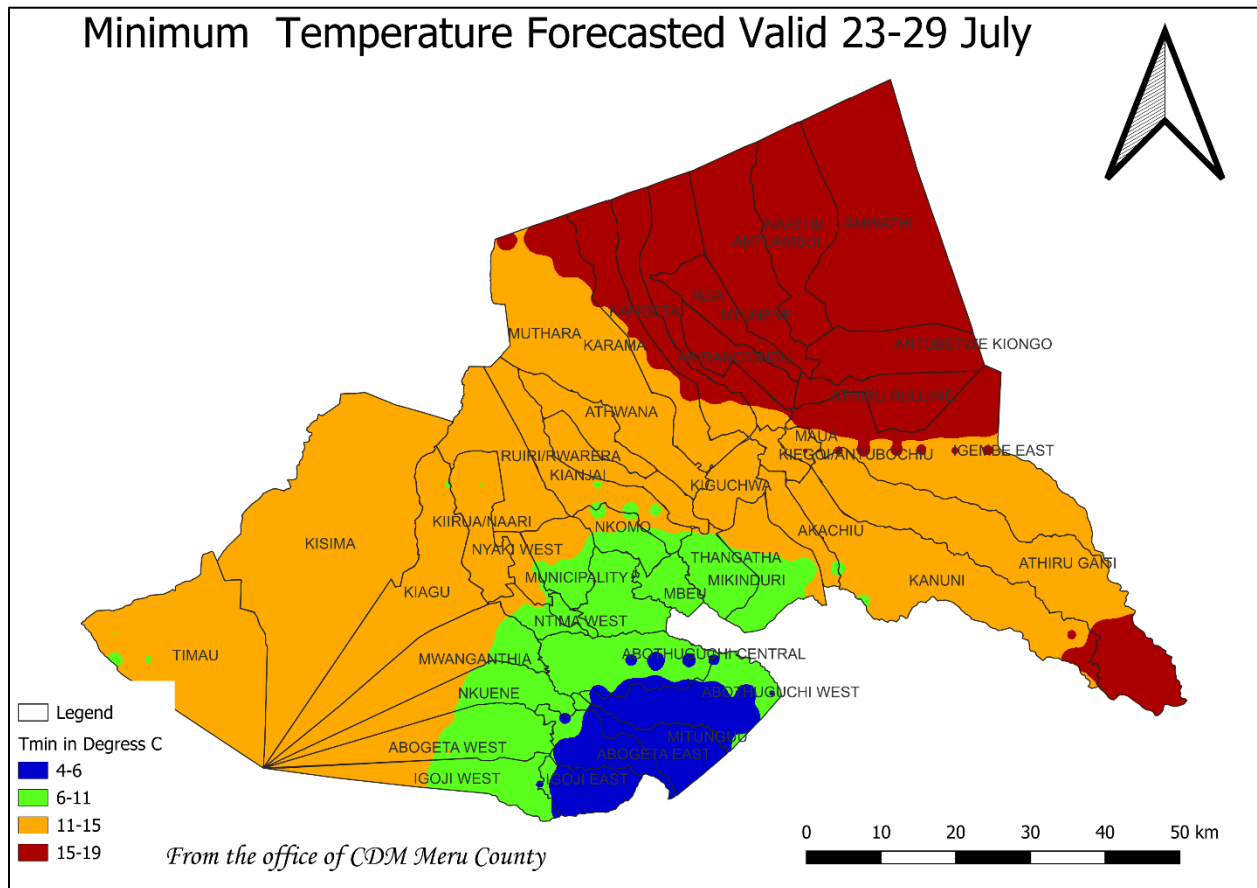 Minimum Temperature Forecasted Valid 23-29 July
NAATHU
AMWATHI
ANTUAMBUI
NJIA
KANGETA
NTUNENE
MUTHARA
KARAMA
ANTUBETWE KIONGO
AKIRANG'ONDU
ATHIRU RUUJINE
ATHWANA
MAUA
KIEGOI/ANTUBOCHIU
IGEMBE EAST
RUIRI/RWARERA
KIANJAI
KIGUCHWA
KIIRUA/NAARI
NKOMO
AKACHIU
KISIMA
NYAKI WEST
THANGATHA
ATHIRU GAITI
MUNICIPALITY
MIKINDURI
KANUNI
KIAGU
MBEU
NTIMA WEST
TIMAU
MWANGANTHIA
ABOTHUGUCHI CENTRAL
NKUENE
ABOTHUGUCHI WEST
MITUNGUU
ABOGETA WEST
ABOGETA EAST
IGOJI WEST
IGOJI EAST
Legend
Tmin in Degress C
4-6
6-11
11-15
15-19
From the office of CDM Meru County
0 10 20 30 40 50 km